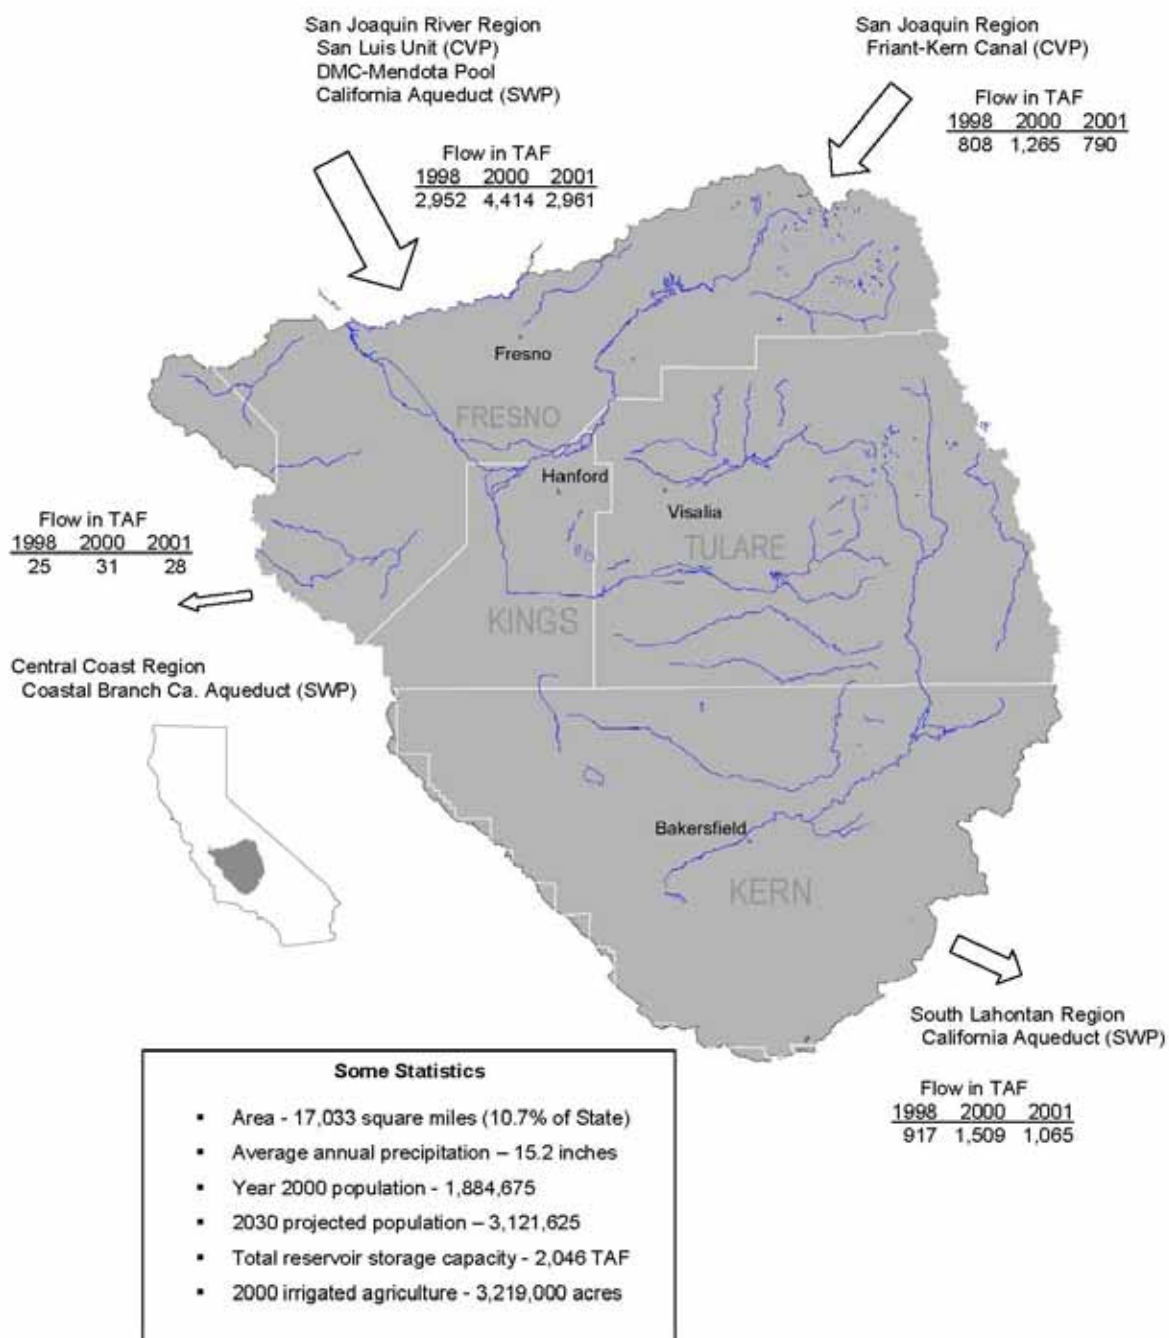 San Joaquin River Region
San Luis Unit (CVP)
DMC-Mendota Pool
California Aqueduct (SWP)
Flow in TAF
1998 2000 2001
2,952 4,414 2,961
San Joaquin Region
Friant-Kern Canal (CVP)
Flow in TAF
1998 2000 2001
808 1,265 790
Fresno
FRESNO
Hanford
Visalia
TULARE
KINGS
Flow in TAF
1998 2000 2001
25 31 28
Central Coast Region
Coastal Branch Ca. Aqueduct (SWP)
Bakersfield
KERN
South Lahontan Region
California Aqueduct (SWP)
Flow in TAF
1998 2000 2001
917 1,509 1,065
Some Statistics
▪ Area - 17,033 square miles (10.7% of State)
▪ Average annual precipitation – 15.2 inches
▪ Year 2000 population - 1,884,675
▪ 2030 projected population – 3,121,625
▪ Total reservoir storage capacity - 2,046 TAF
▪ 2000 irrigated agriculture - 3,219,000 acres